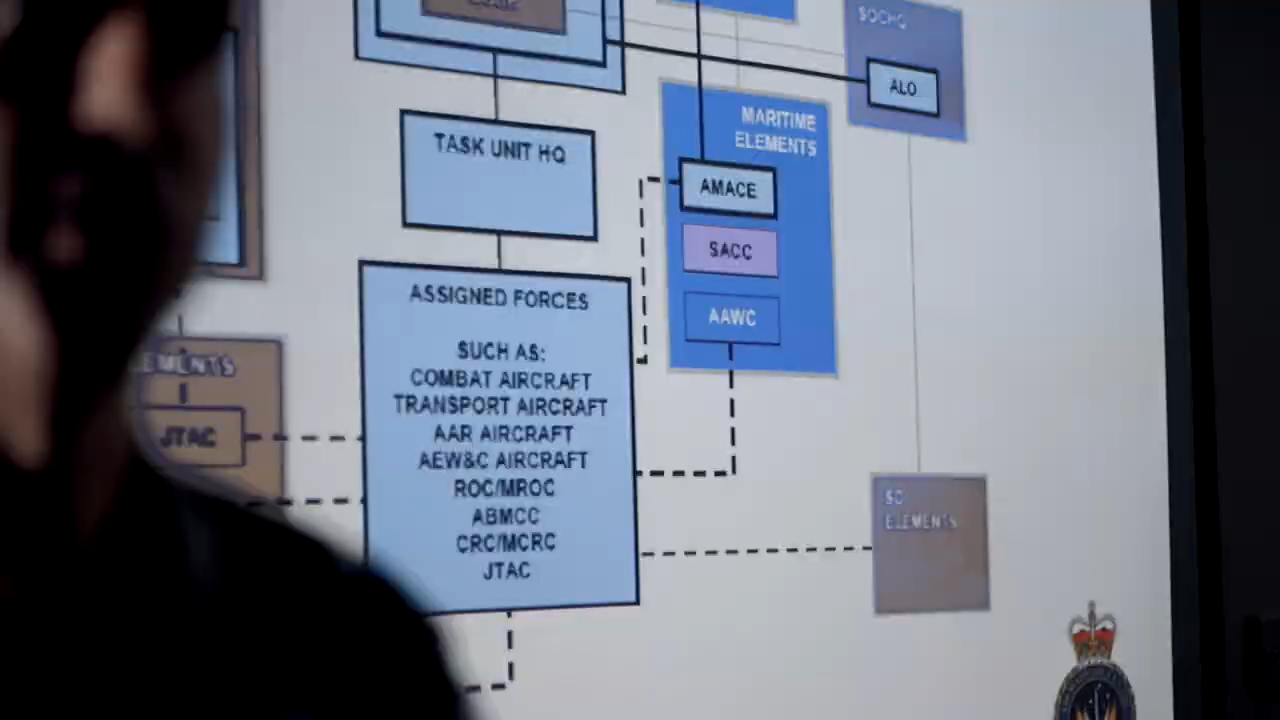 SOCHQ
ALO
TASK UNIT HQ
MARITIME
ELEMENTS
AMACE
SACC
AAWC
ASSIGNED FORCES
SUCH AS:
COMBAT AIRCRAFT
TRANSPORT AIRCRAFT
AAR AIRCRAFT
AEW&C AIRCRAFT
ROC/MROC
ABMCC
CRC/MCRC
JTAC
EMENTS
JTAC
SO
ELEMENTS